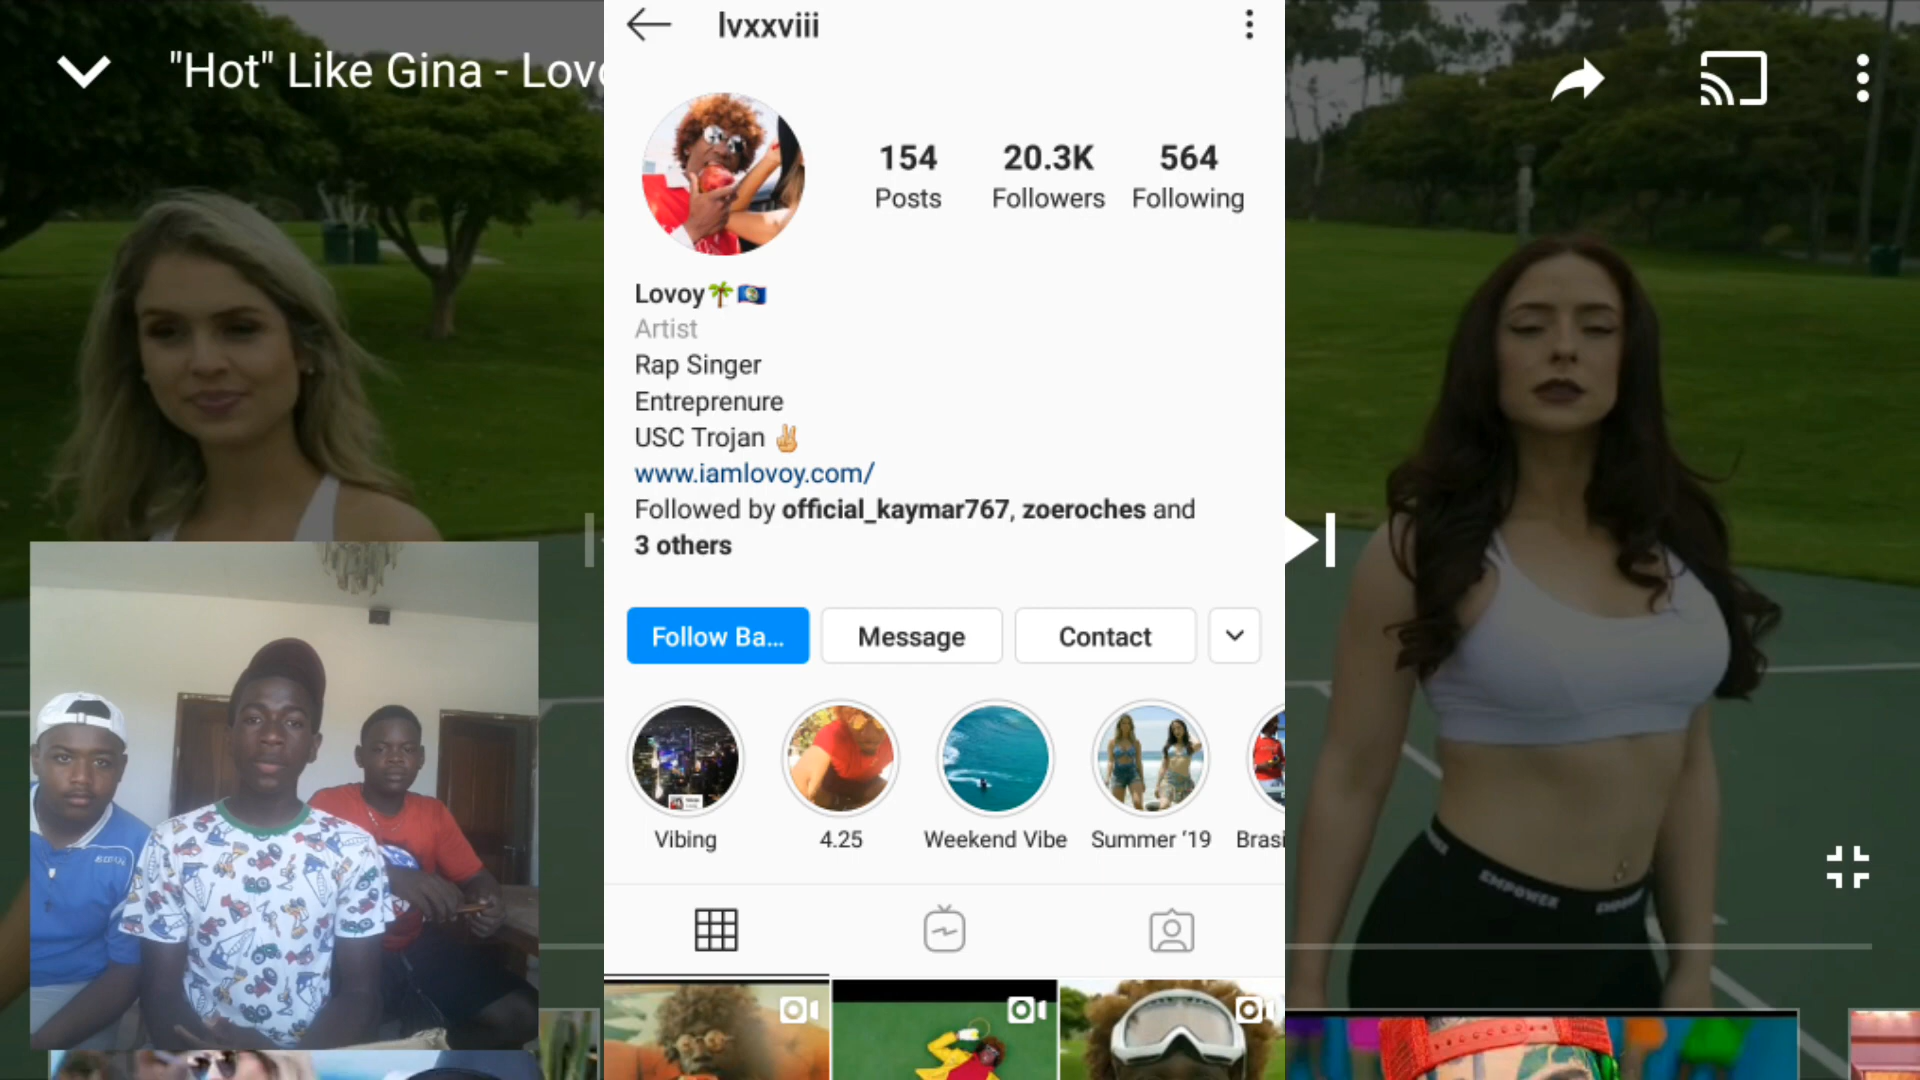 lvxxviii
"Hot" Like Gina - Lov
154
Posts
20.3K
Followers
564
Following
Lovoy🌴🇧🇿
Artist
Rap Singer
Entreprenure
USC Trojan ✌🏼
www.iamlovoy.com/
Followed by official_kaymar767, zoeroches and
3 others
Follow Ba...
Message
Contact
Vibing
4.25
Weekend Vibe
Summer ‘19
Brasi
EMPOWER